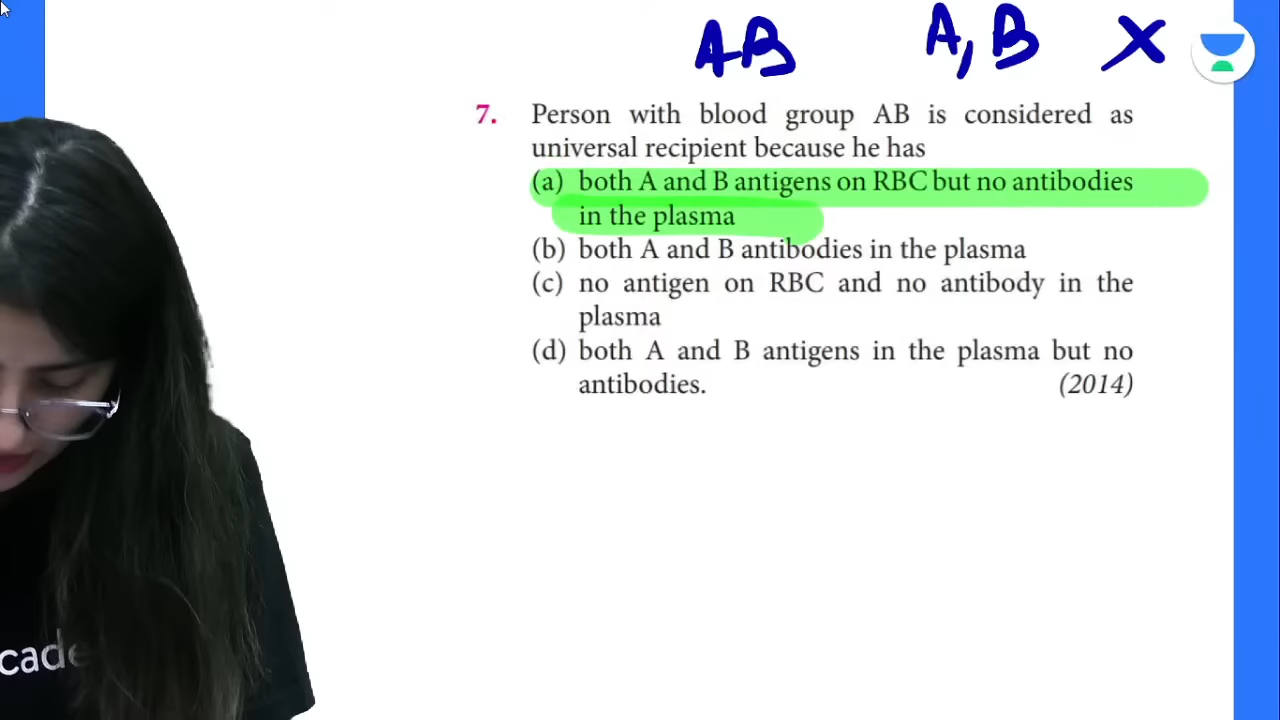 AB A, B X
7. Person with blood group AB is considered as
universal recipient because he has
(a) both A and B antigens on RBC but no antibodies
in the plasma
(b) both A and B antibodies in the plasma
(c) no antigen on RBC and no antibody in the
plasma
(d) both A and B antigens in the plasma but no
antibodies. (2014)
cade